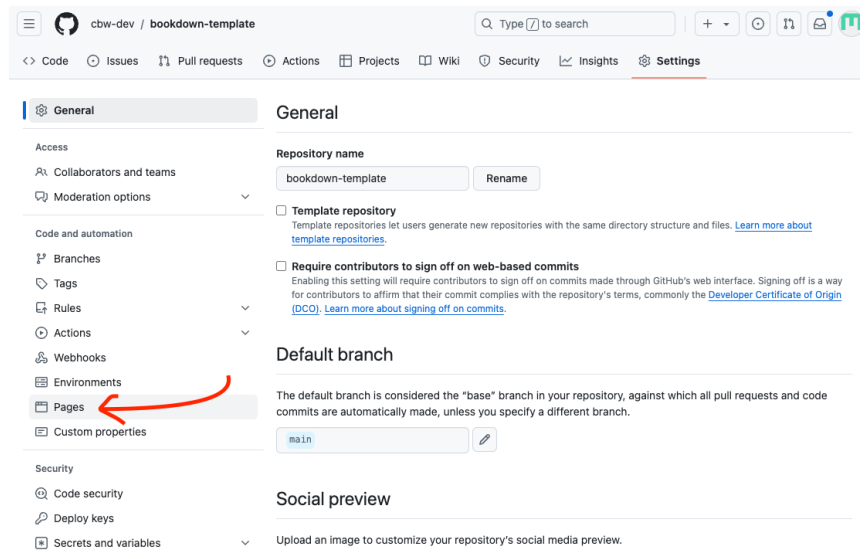 cbw-dev / bookdown-template
Type / to search
Code
Issues
Pull requests
Actions
Projects
Wiki
Security
Insights
Settings
General
Access
Collaborators and teams
Moderation options
Code and automation
Branches
Tags
Rules
Actions
Webhooks
Environments
Pages
Custom properties
Security
Code security
Deploy keys
Secrets and variables
General
Repository name
bookdown-template
Rename
Template repository
Template repositories let users generate new repositories with the same directory structure and files. Learn more about
template repositories.
Require contributors to sign off on web-based commits
Enabling this setting will require contributors to sign off on commits made through GitHub's web interface. Signing off is a way
for contributors to affirm that their commit complies with the repository's terms, commonly the Developer Certificate of Origin
(DCO). Learn more about signing off on commits.
Default branch
The default branch is considered the "base" branch in your repository, against which all pull requests and code
commits are automatically made, unless you specify a different branch.
main
Social preview
Upload an image to customize your repository's social media preview.